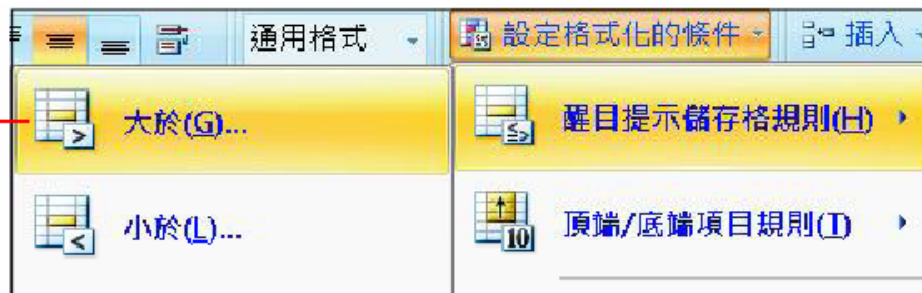 通用格式 設定格式化的條件 插入
大於(G)... 醒目提示儲存格規則(H)
小於(L)... 頂端/底端項目規則(T)